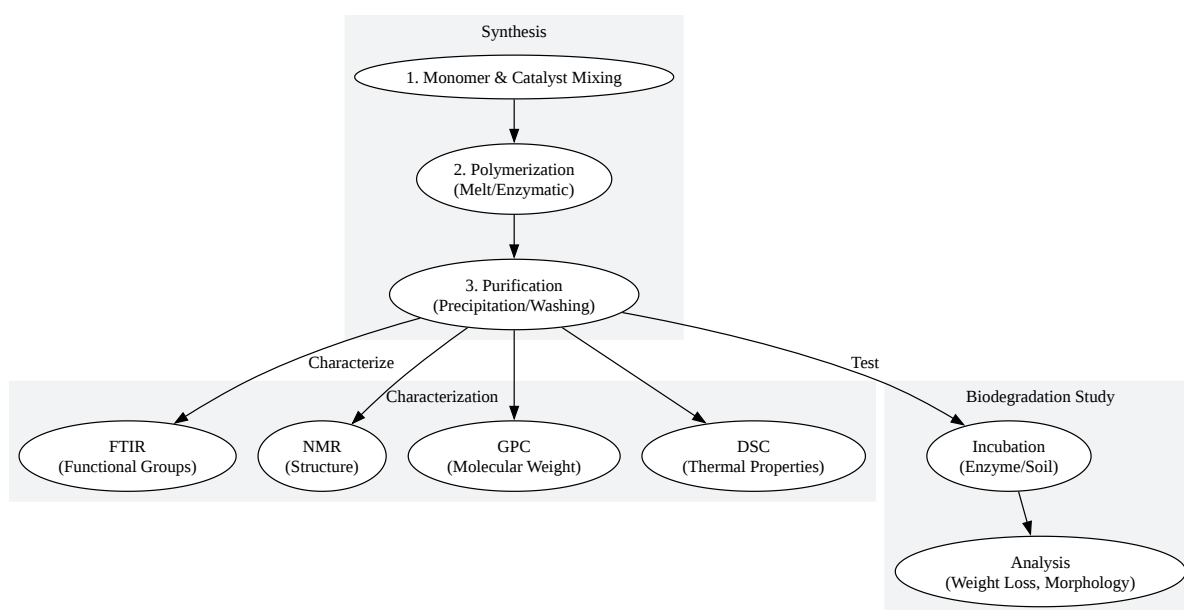 Synthesis
1. Monomer & Catalyst Mixing
2. Polymerization
(Melt/Enzymatic)
3. Purification
(Precipitation/Washing)
Characterize
Test
Characterization
FTIR
(Functional Groups)
NMR
(Structure)
GPC
(Molecular Weight)
DSC
(Thermal Properties)
Biodegradation Study
Incubation
(Enzyme/Soil)
Analysis
(Weight Loss, Morphology)